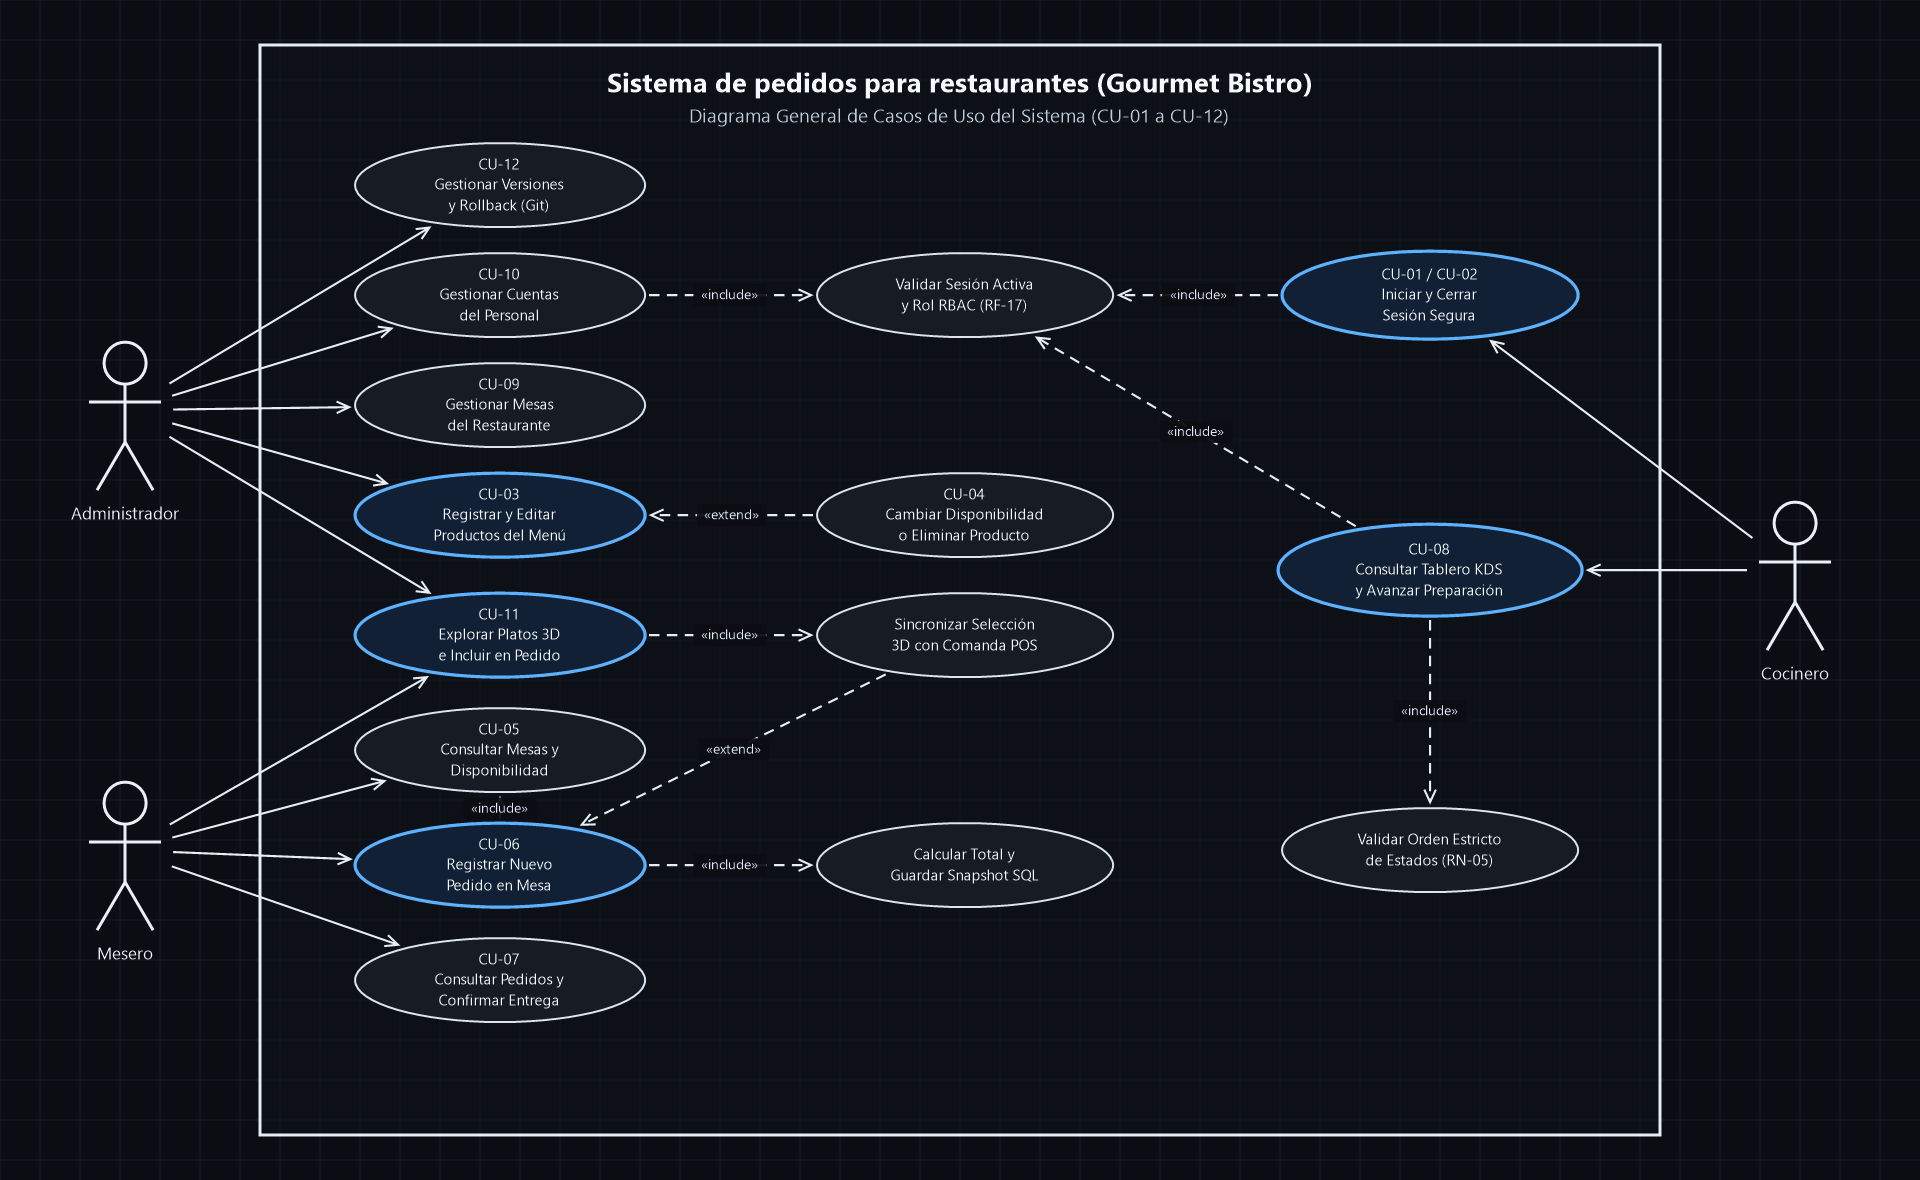 Sistema de pedidos para restaurantes (Gourmet Bistro)
Diagrama General de Casos de Uso del Sistema (CU-01 a CU-12)
CU-12
Gestionar Versiones
y Rollback (Git)
CU-10
Gestionar Cuentas
del Personal
«include»
Validar Sesión Activa
y Rol RBAC (RF-17)
«include»
CU-01 / CU-02
Iniciar y Cerrar
Sesión Segura
CU-09
Gestionar Mesas
del Restaurante
«include»
Administrador
CU-03
Registrar y Editar
Productos del Menú
«extend»
CU-04
Cambiar Disponibilidad
o Eliminar Producto
CU-08
Consultar Tablero KDS
y Avanzar Preparación
Cocinero
CU-11
Explorar Platos 3D
e Incluir en Pedido
«include»
Sincronizar Selección
3D con Comanda POS
«include»
CU-05
Consultar Mesas y
Disponibilidad
«extend»
«include»
CU-06
Registrar Nuevo
Pedido en Mesa
«include»
Calcular Total y
Guardar Snapshot SQL
Validar Orden Estricto
de Estados (RN-05)
Mesero
CU-07
Consultar Pedidos y
Confirmar Entrega